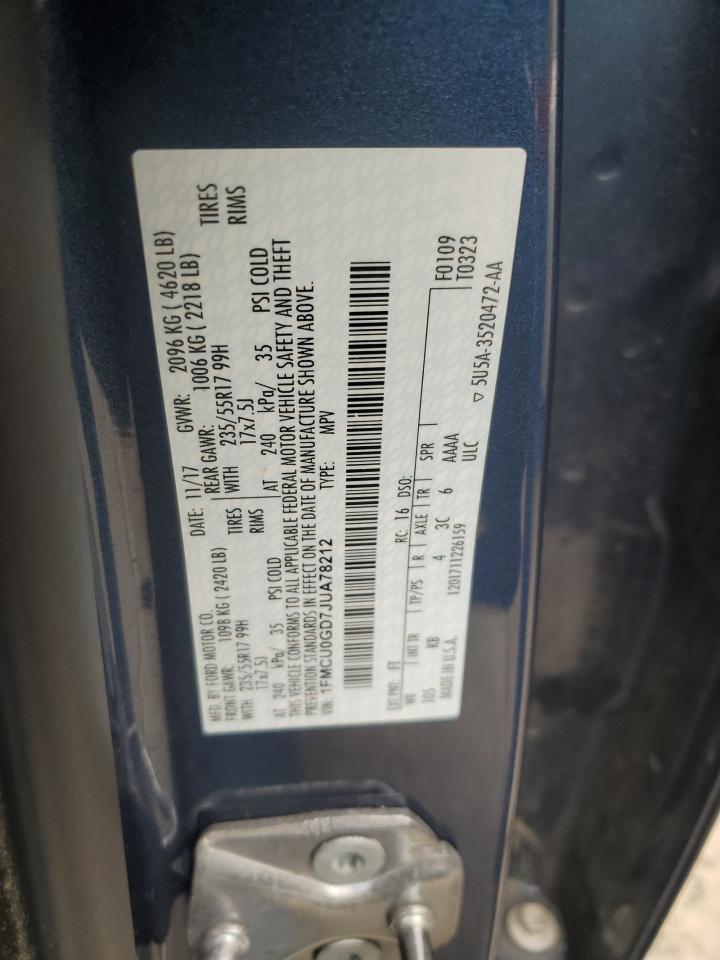 MFD. BY FORD MOTOR CO. DATE: 11/17 GVWR: 2096 KG ( 4620 LB)
FRONT GAWR: 1098 KG ( 2420 LB) REAR GAWR: 1006 KG ( 2218 LB)
WITH 235/55R17 99H TIRES WITH 235/55R17 99H TIRES
17x7.5J RIMS 17x7.5J RIMS
AT 240 kPa/ 35 PSI COLD AT 240 kPa/ 35 PSI COLD
THIS VEHICLE CONFORMS TO ALL APPLICABLE FEDERAL MOTOR VEHICLE SAFETY AND THEFT
PREVENTION STANDARDS IN EFFECT ON THE DATE OF MANUFACTURE SHOWN ABOVE.
VIN: 1FMCU0GD7JUA78212 TYPE: MPV
EXT PNT: FT RC: 16 DSO: F0109
WB INT TR TP/PS R AXLE TR SPR T0323
105 KB 4 3C 6 AAAA
MADE IN U.S.A. 1201711226159 ULC
▽ 5U5A-3520472-AA